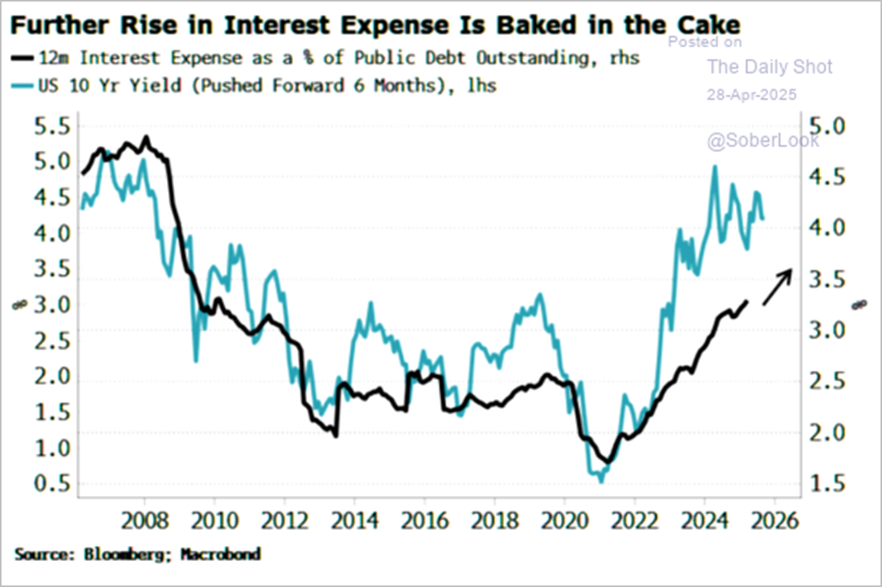 Further Rise in Interest Expense Is Baked in the Cake
Posted on
12m Interest Expense as a % of Public Debt Outstanding, rhs
The Daily Shot
US 10 Yr Yield (Pushed Forward 6 Months), lhs
28-Apr-2025
@SoberLook
5.5 5.0
5.0 4.5
4.5
4.0 4.0
3.5 3.5
3.0
% %
2.5 3.0
2.0 2.5
1.5
1.0 2.0
0.5 1.5
2008 2010 2012 2014 2016 2018 2020 2022 2024 2026
Source: Bloomberg; Macrobond